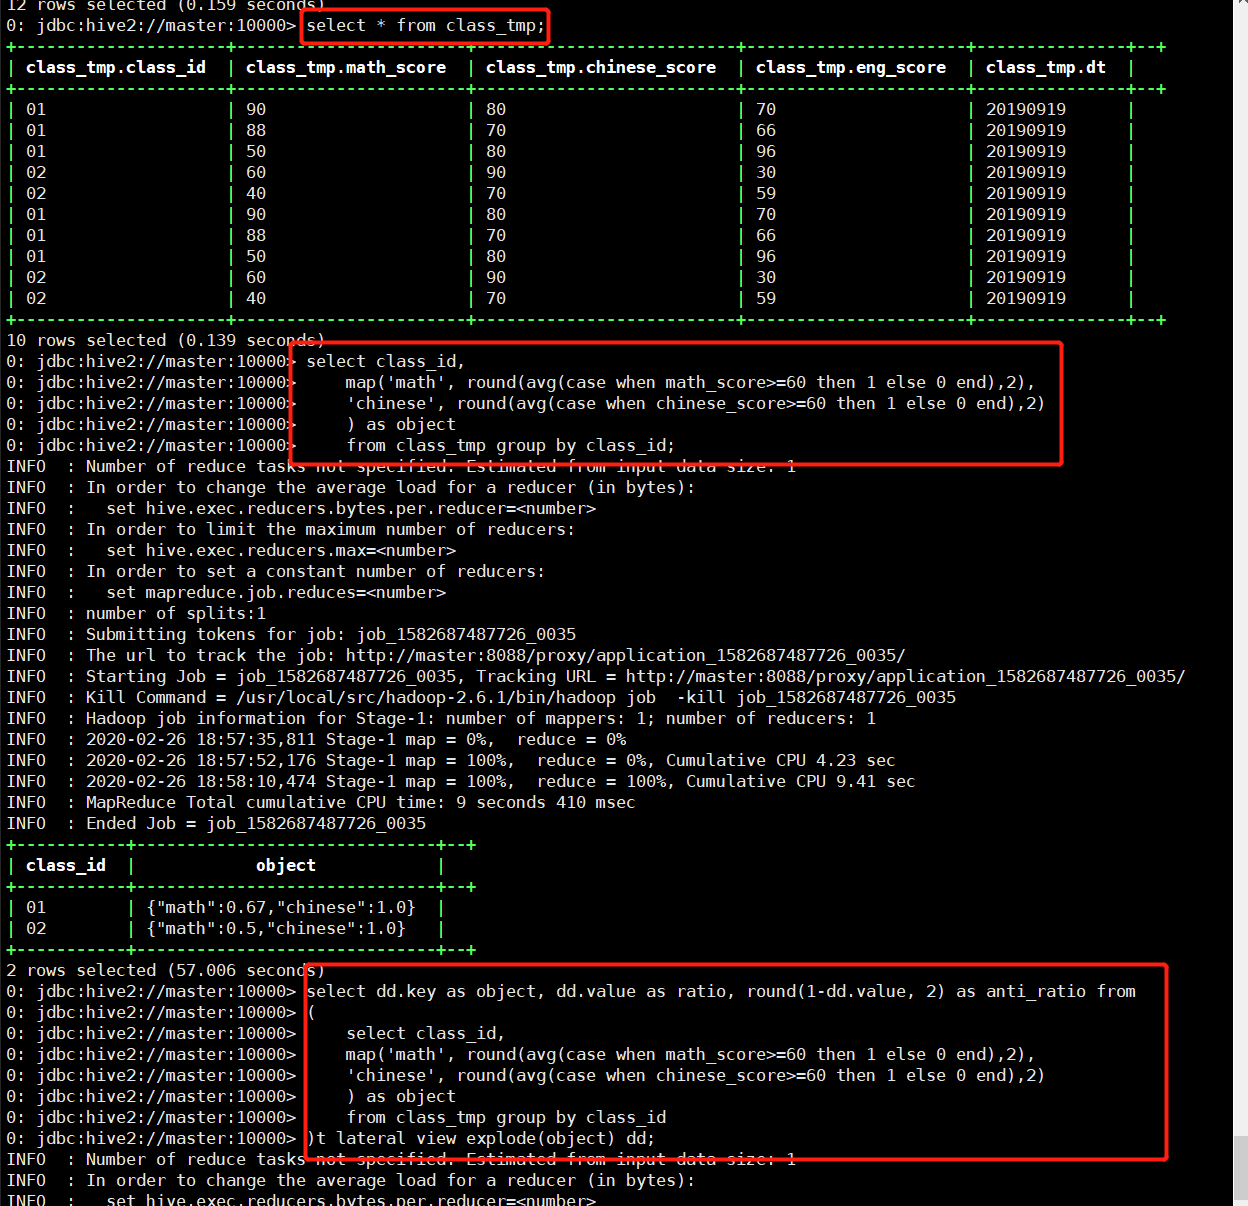 12 rows selected (0.159 seconds)
0: jdbc:hive2://master:10000> select * from class_tmp;
+---------------------+-----------------------+--------------------------+----------------------+---------------+--+
| class_tmp.class_id  | class_tmp.math_score  | class_tmp.chinese_score  | class_tmp.eng_score  | class_tmp.dt  |
+---------------------+-----------------------+--------------------------+----------------------+---------------+--+
| 01                  | 90                    | 80                       | 70                   | 20190919      |
| 01                  | 88                    | 70                       | 66                   | 20190919      |
| 01                  | 50                    | 80                       | 96                   | 20190919      |
| 02                  | 60                    | 90                       | 30                   | 20190919      |
| 02                  | 40                    | 70                       | 59                   | 20190919      |
| 01                  | 90                    | 80                       | 70                   | 20190919      |
| 01                  | 88                    | 70                       | 66                   | 20190919      |
| 01                  | 50                    | 80                       | 96                   | 20190919      |
| 02                  | 60                    | 90                       | 30                   | 20190919      |
| 02                  | 40                    | 70                       | 59                   | 20190919      |
+---------------------+-----------------------+--------------------------+----------------------+---------------+--+
10 rows selected (0.139 seconds)
0: jdbc:hive2://master:10000> select class_id,
0: jdbc:hive2://master:10000>     map('math', round(avg(case when math_score>=60 then 1 else 0 end),2),
0: jdbc:hive2://master:10000>     'chinese', round(avg(case when chinese_score>=60 then 1 else 0 end),2)
0: jdbc:hive2://master:10000>     ) as object
0: jdbc:hive2://master:10000>     from class_tmp group by class_id;
INFO  : Number of reduce tasks not specified. Estimated from input data size: 1
INFO  : In order to change the average load for a reducer (in bytes):
INFO  :   set hive.exec.reducers.bytes.per.reducer=<number>
INFO  : In order to limit the maximum number of reducers:
INFO  :   set hive.exec.reducers.max=<number>
INFO  : In order to set a constant number of reducers:
INFO  :   set mapreduce.job.reduces=<number>
INFO  : number of splits:1
INFO  : Submitting tokens for job: job_1582687487726_0035
INFO  : The url to track the job: http://master:8088/proxy/application_1582687487726_0035/
INFO  : Starting Job = job_1582687487726_0035, Tracking URL = http://master:8088/proxy/application_1582687487726_0035/
INFO  : Kill Command = /usr/local/src/hadoop-2.6.1/bin/hadoop job  -kill job_1582687487726_0035
INFO  : Hadoop job information for Stage-1: number of mappers: 1; number of reducers: 1
INFO  : 2020-02-26 18:57:35,811 Stage-1 map = 0%,  reduce = 0%
INFO  : 2020-02-26 18:57:52,176 Stage-1 map = 100%,  reduce = 0%, Cumulative CPU 4.23 sec
INFO  : 2020-02-26 18:58:10,474 Stage-1 map = 100%,  reduce = 100%, Cumulative CPU 9.41 sec
INFO  : MapReduce Total cumulative CPU time: 9 seconds 410 msec
INFO  : Ended Job = job_1582687487726_0035
+-----------+------------------------------+--+
| class_id  |            object            |
+-----------+------------------------------+--+
| 01        | {"math":0.67,"chinese":1.0}  |
| 02        | {"math":0.5,"chinese":1.0}   |
+-----------+------------------------------+--+
2 rows selected (57.006 seconds)
0: jdbc:hive2://master:10000> select dd.key as object, dd.value as ratio, round(1-dd.value, 2) as anti_ratio from
0: jdbc:hive2://master:10000> (
0: jdbc:hive2://master:10000>     select class_id,
0: jdbc:hive2://master:10000>     map('math', round(avg(case when math_score>=60 then 1 else 0 end),2),
0: jdbc:hive2://master:10000>     'chinese', round(avg(case when chinese_score>=60 then 1 else 0 end),2)
0: jdbc:hive2://master:10000>     ) as object
0: jdbc:hive2://master:10000>     from class_tmp group by class_id
0: jdbc:hive2://master:10000> )t lateral view explode(object) dd;
INFO  : Number of reduce tasks not specified. Estimated from input data size: 1
INFO  : In order to change the average load for a reducer (in bytes):
INFO  :   set hive.exec.reducers.bytes.per.reducer=<number>